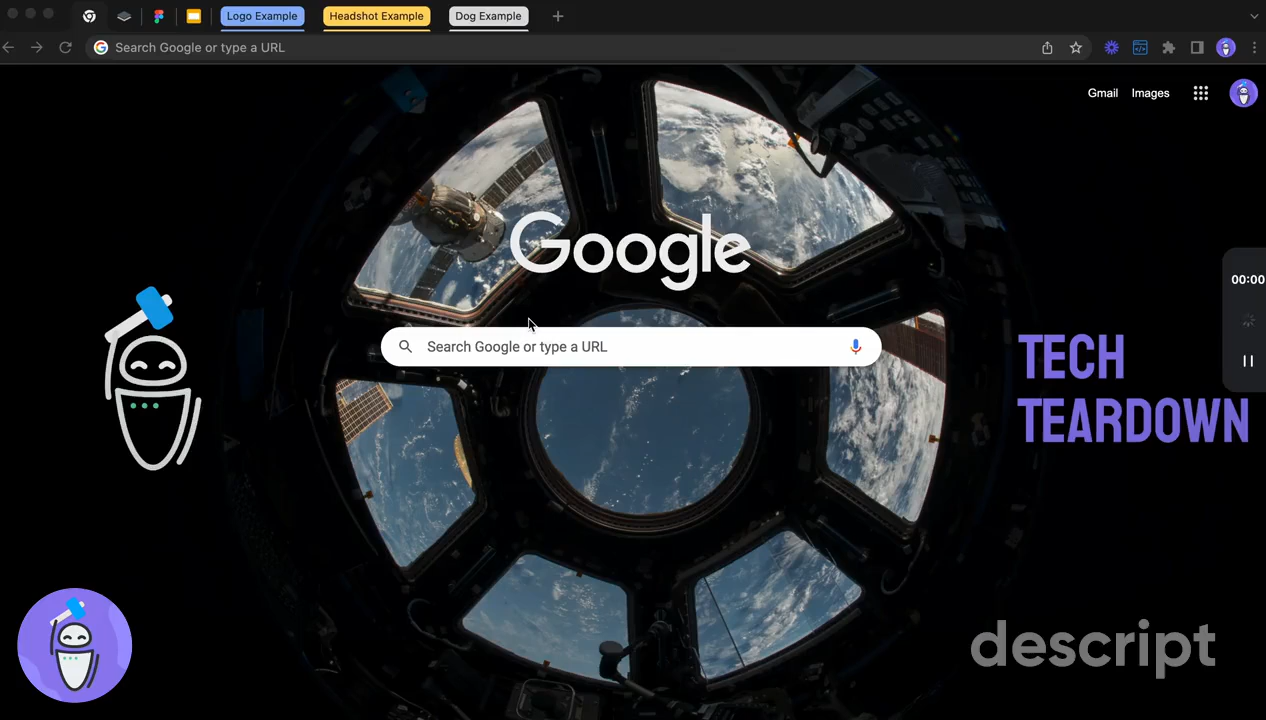 Logo Example
Headshot Example
Dog Example
Search Google or type a URL
Gmail
Images
Google
Search Google or type a URL
00:00
TECH
TEARDOWN
descript